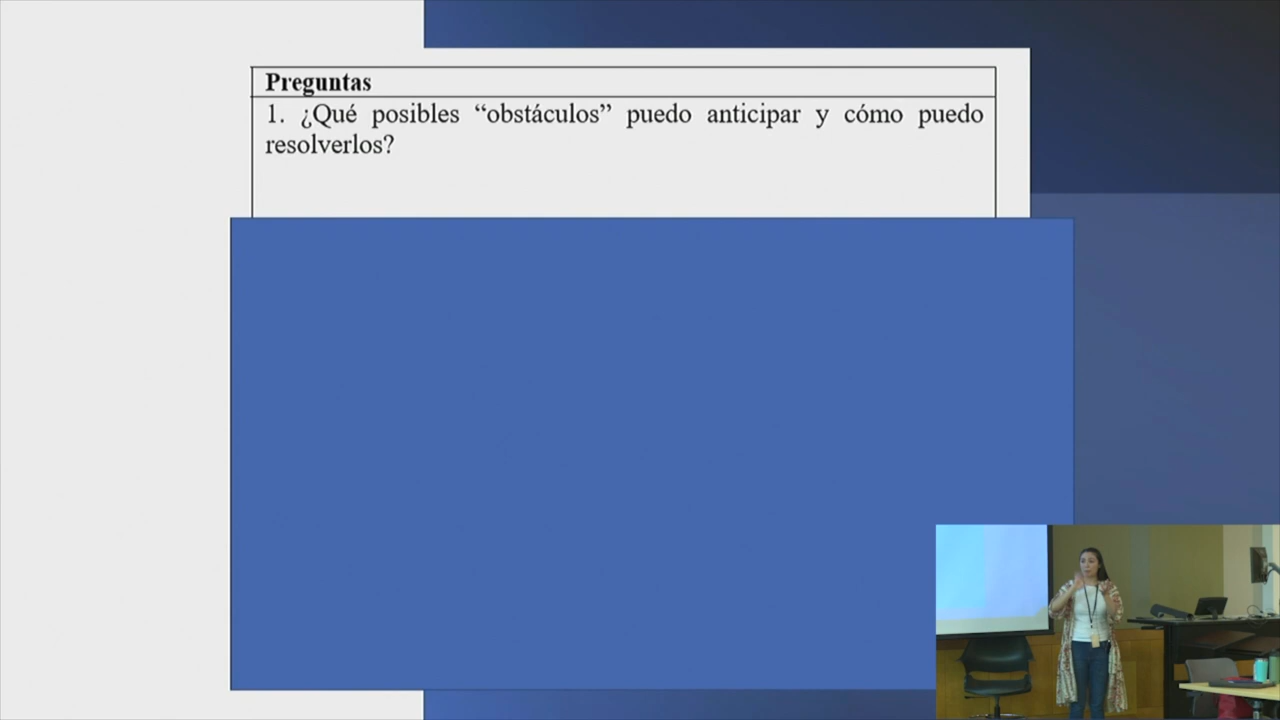 Preguntas
1. ¿Qué posibles “obstáculos” puedo anticipar y cómo puedo
resolverlos?